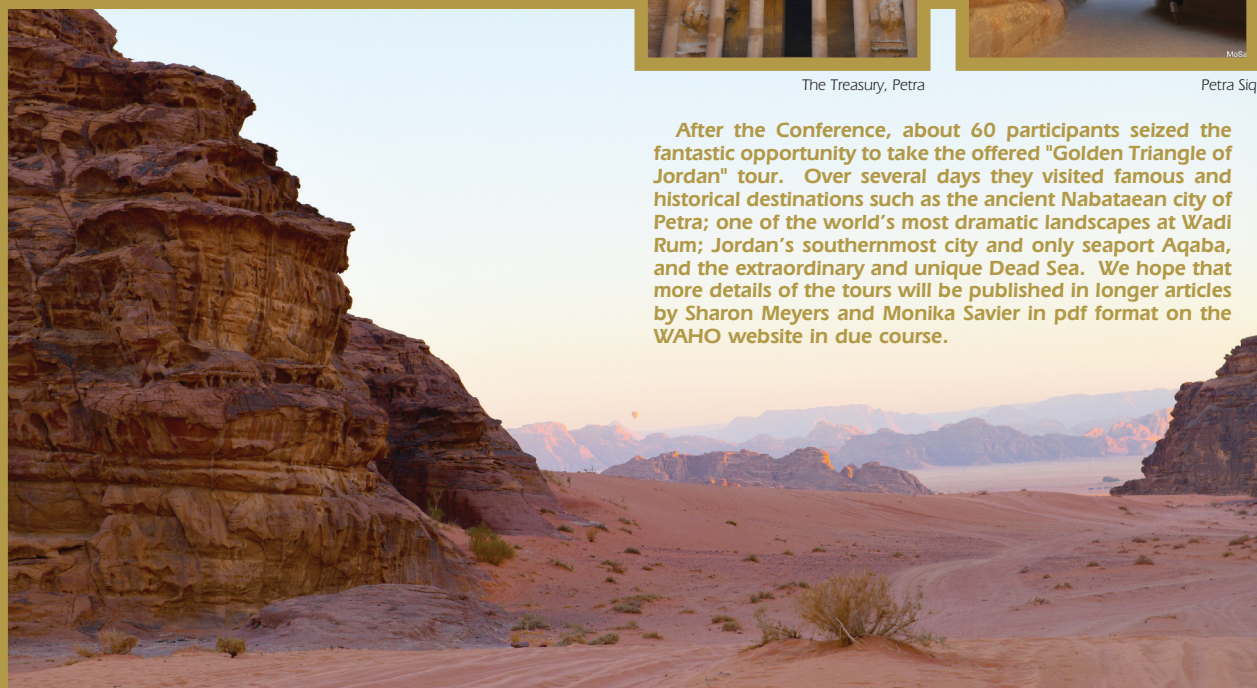 MoSa
The Treasury, Petra
Petra Siq
After the Conference, about 60 participants seized the
fantastic opportunity to take the offered "Golden Triangle of
Jordan" tour.  Over several days they visited famous and
historical destinations such as the ancient Nabataean city of
Petra; one of the world's most dramatic landscapes at Wadi
Rum; Jordan's southernmost city and only seaport Aqaba,
and the extraordinary and unique Dead Sea.  We hope that
more details of the tours will be published in longer articles
by Sharon Meyers and Monika Savier in pdf format on the
WAHO website in due course.